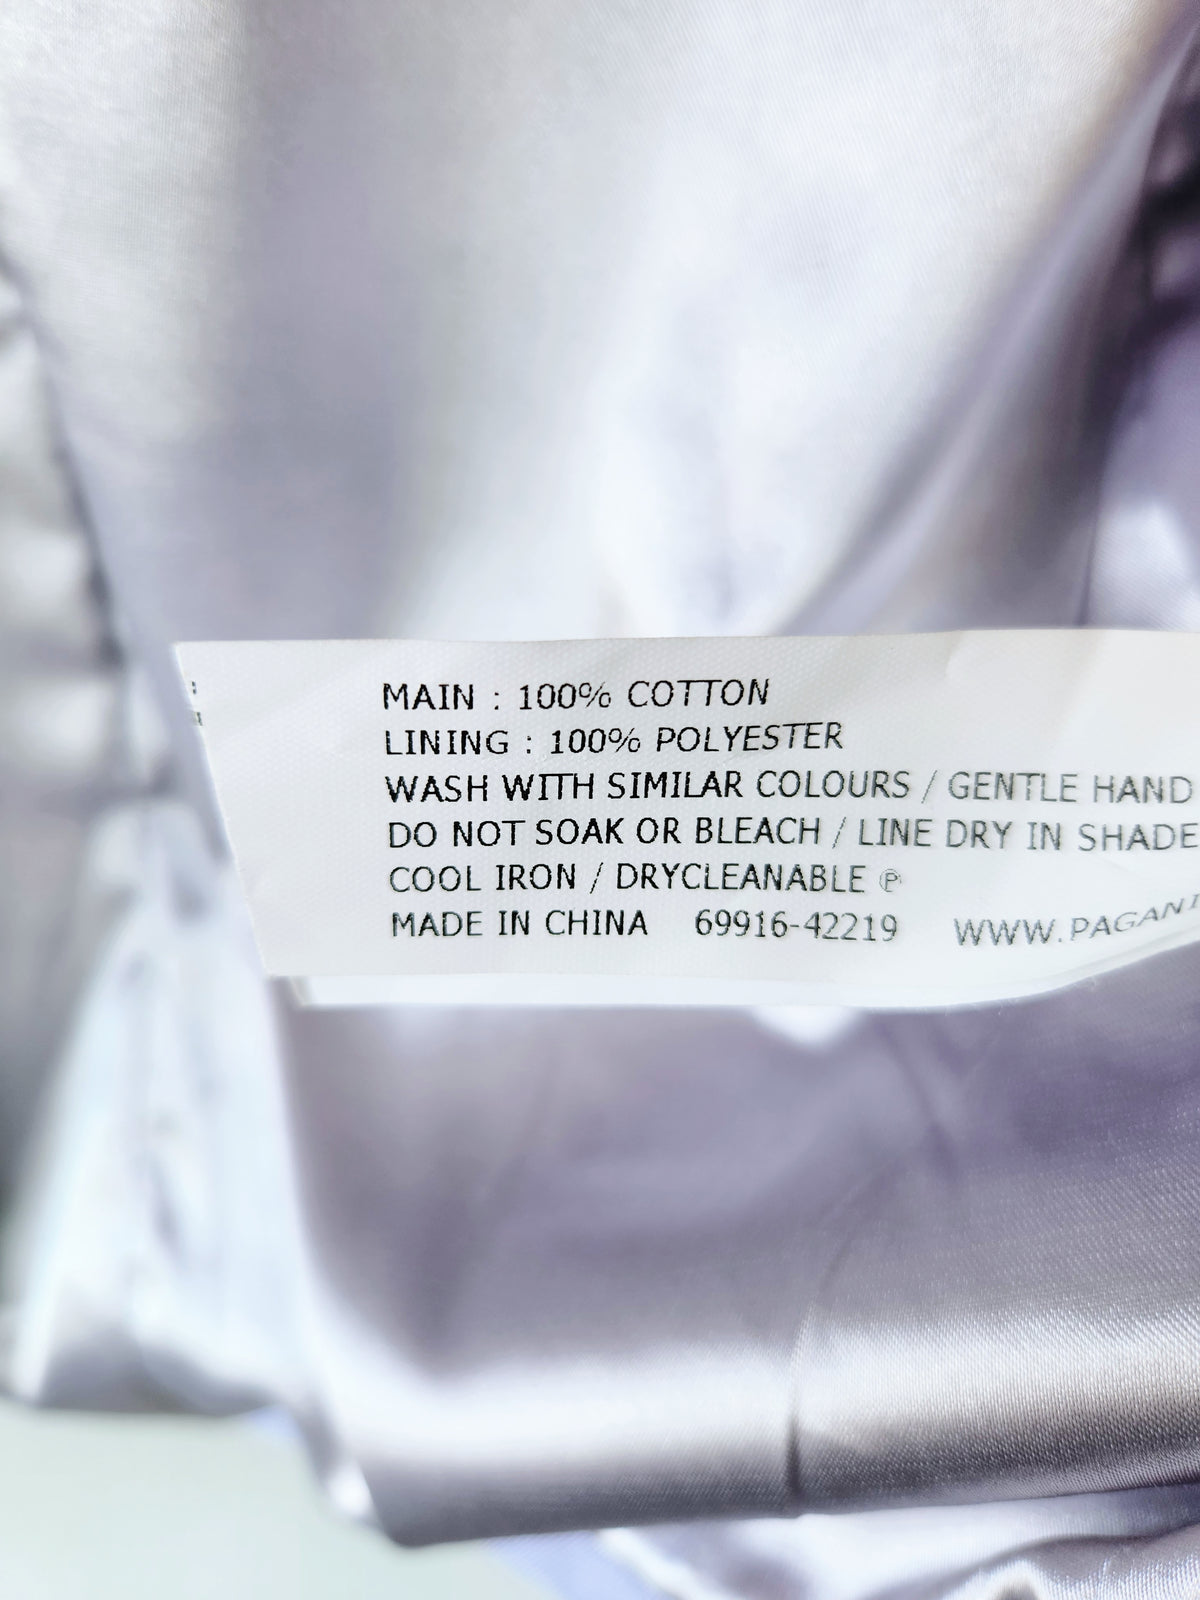 MAIN : 100% COTTON
LINING : 100% POLYESTER
WASH WITH SIMILAR COLOURS / GENTLE HAND
DO NOT SOAK OR BLEACH / LINE DRY IN SHADE
COOL IRON / DRYCLEANABLE Ⓟ
MADE IN CHINA 69916-42219 WWW.PAGANI